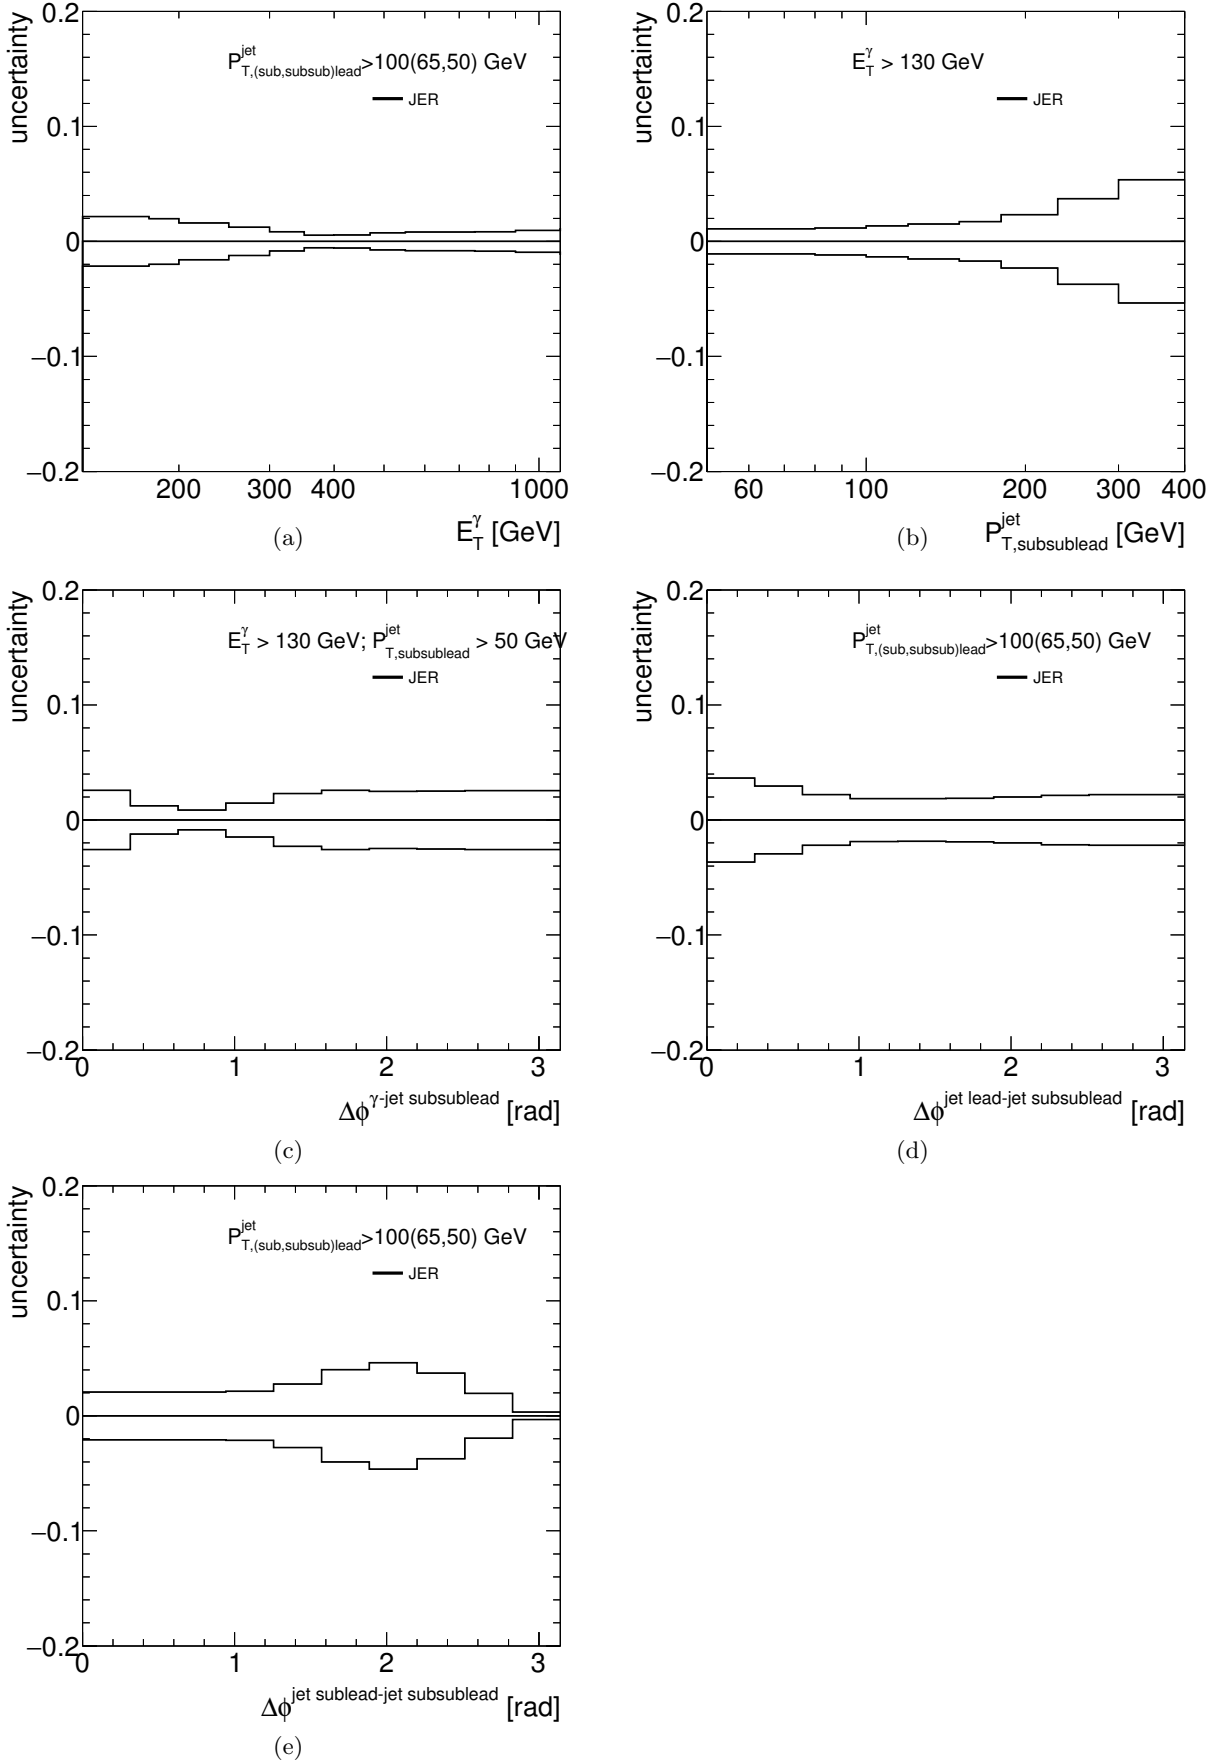 uncertainty
0.2
0.1
0
−0.1
−0.2
P^jet_T,(sub,subsub)lead>100(65,50) GeV
JER
200 300 400 1000
E^γ_T [GeV]
(a)
uncertainty
0.2
0.1
0
−0.1
−0.2
E^γ_T > 130 GeV
JER
60 100 200 300 400
P^jet_T,subsublead [GeV]
(b)
uncertainty
0.2
0.1
0
−0.1
−0.2
E^γ_T > 130 GeV; P^jet_T,subsublead > 50 GeV
JER
0 1 2 3
Δϕ^γ-jet subsublead [rad]
(c)
uncertainty
0.2
0.1
0
−0.1
−0.2
P^jet_T,(sub,subsub)lead>100(65,50) GeV
JER
0 1 2 3
Δϕ^jet lead-jet subsublead [rad]
(d)
uncertainty
0.2
0.1
0
−0.1
−0.2
P^jet_T,(sub,subsub)lead>100(65,50) GeV
JER
0 1 2 3
Δϕ^jet sublead-jet subsublead [rad]
(e)